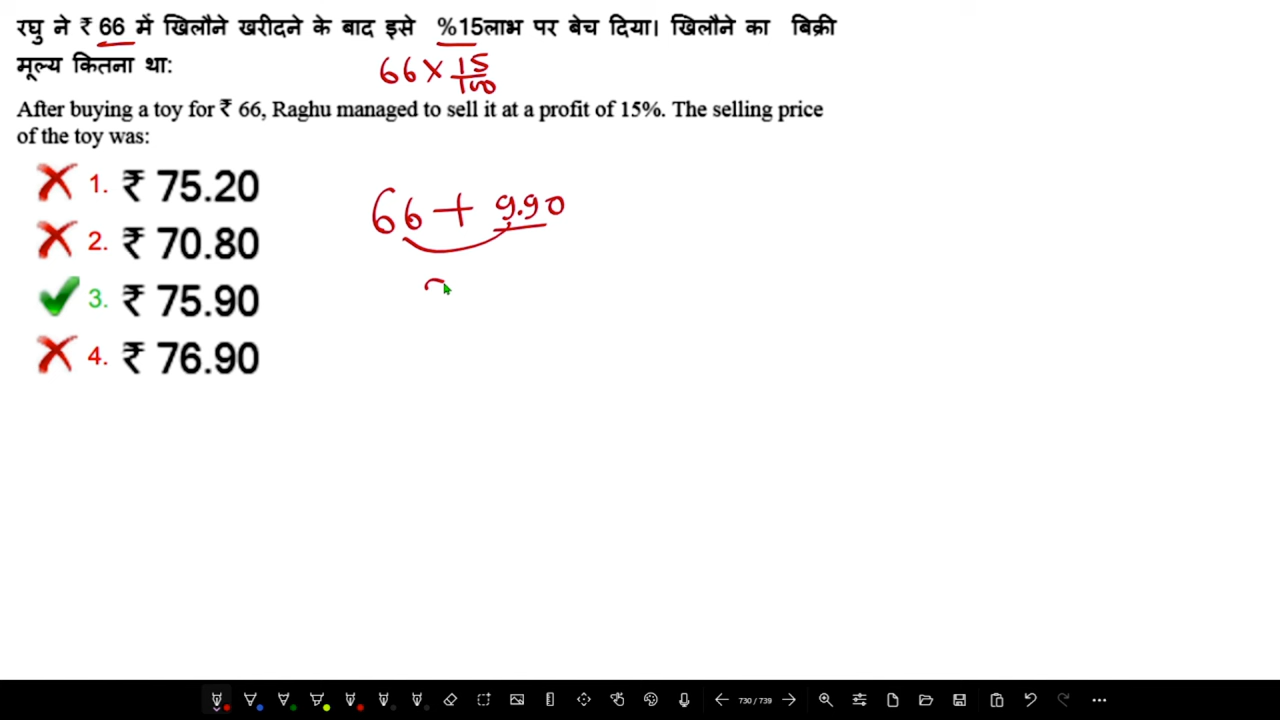 रघु ने ₹ 66 में खिलौने खरीदने के बाद इसे %15लाभ पर बेच दिया। खिलौने का बिक्री
मूल्य कितना था:
66 × 15/100
After buying a toy for ₹ 66, Raghu managed to sell it at a profit of 15%. The selling price
of the toy was:
1. ₹ 75.20
66 + 9.90
2. ₹ 70.80
3. ₹ 75.90
4. ₹ 76.90
730 / 739